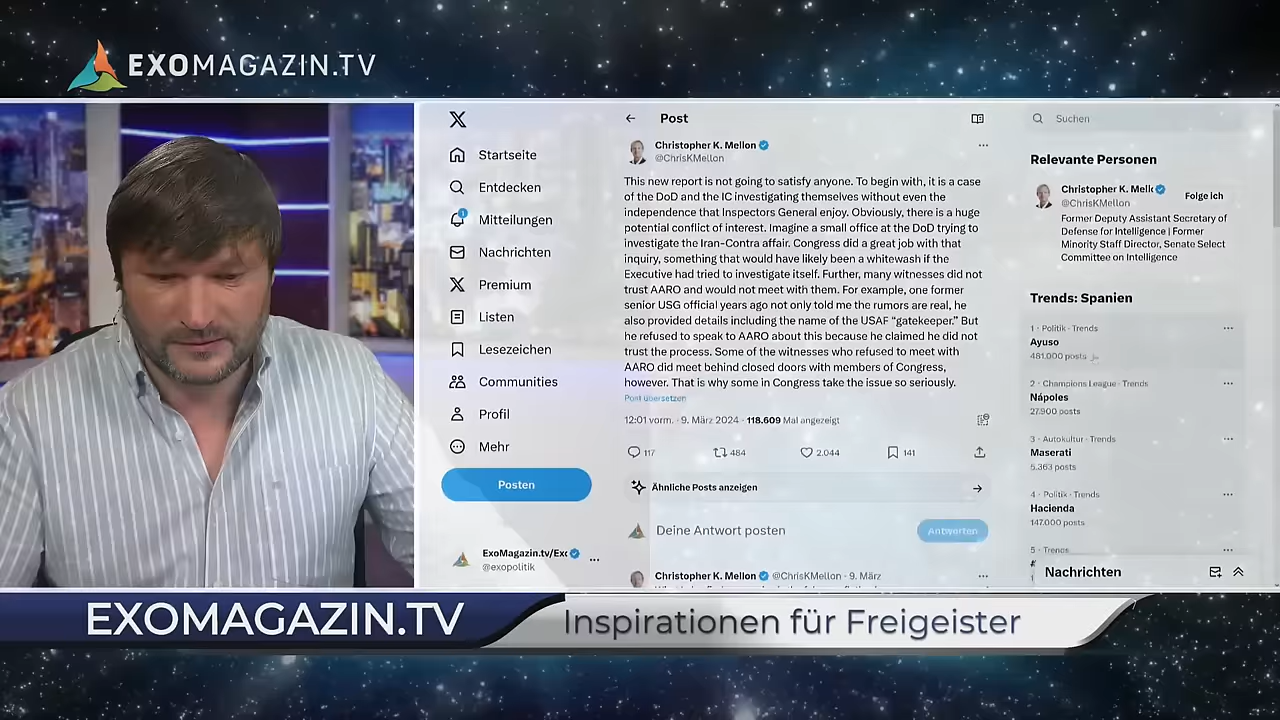 EXOMAGAZIN.TV
Post
Suchen
Startseite
Entdecken
1
Mitteilungen
Nachrichten
Premium
Listen
Lesezeichen
Communities
Profil
Mehr
Posten
ExoMagazin.tv/Exc
@exopolitik
Christopher K. Mellon
@ChrisKMellon
This new report is not going to satisfy anyone. To begin with, it is a case
of the DoD and the IC investigating themselves without even the
independence that Inspectors General enjoy. Obviously, there is a huge
potential conflict of interest. Imagine a small office at the DoD trying to
investigate the Iran-Contra affair. Congress did a great job with that
inquiry, something that would have likely been a whitewash if the
Executive had tried to investigate itself. Further, many witnesses did not
trust AARO and would not meet with them. For example, one former
senior USG official years ago not only told me the rumors are real, he
also provided details including the name of the USAF “gatekeeper.” But
he refused to speak to AARO about this because he claimed he did not
trust the process. Some of the witnesses who refused to meet with
AARO did meet behind closed doors with members of Congress,
however. That is why some in Congress take the issue so seriously.
Post übersetzen
12:01 vorm. · 9. März 2024 · 118.609 Mal angezeigt
117 484 2.044 141
Ähnliche Posts anzeigen
Deine Antwort posten
Antworten
Christopher K. Mellon @ChrisKMellon · 9. März
Relevante Personen
Christopher K. Melle
@ChrisKMellon
Folge ich
Former Deputy Assistant Secretary of
Defense for Intelligence | Former
Minority Staff Director, Senate Select
Committee on Intelligence
Trends: Spanien
1 · Politik · Trends
Ayuso
481.000 posts
2 · Champions League · Trends
Nápoles
27.900 posts
3 · Autokultur · Trends
Maserati
5.363 posts
4 · Politik · Trends
Hacienda
147.000 posts
5 · Trends
Nachrichten
EXOMAGAZIN.TV
Inspirationen für Freigeister